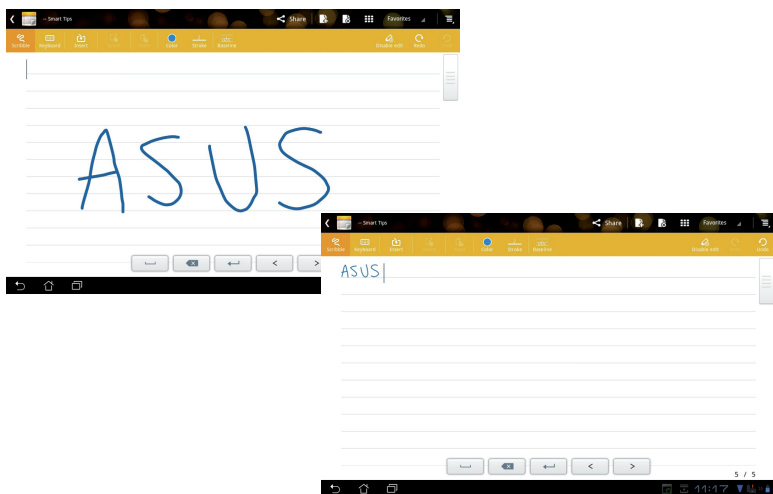 – Smart Tips
Share
Favorites
Scribble
Keyboard
Insert
Color
Stroke
Baseline
Disable edit
Redo
ASUS
– Smart Tips
Share
Favorites
Scribble
Keyboard
Insert
Color
Stroke
Baseline
Disable edit
Undo
ASUS
5 / 5
11:17